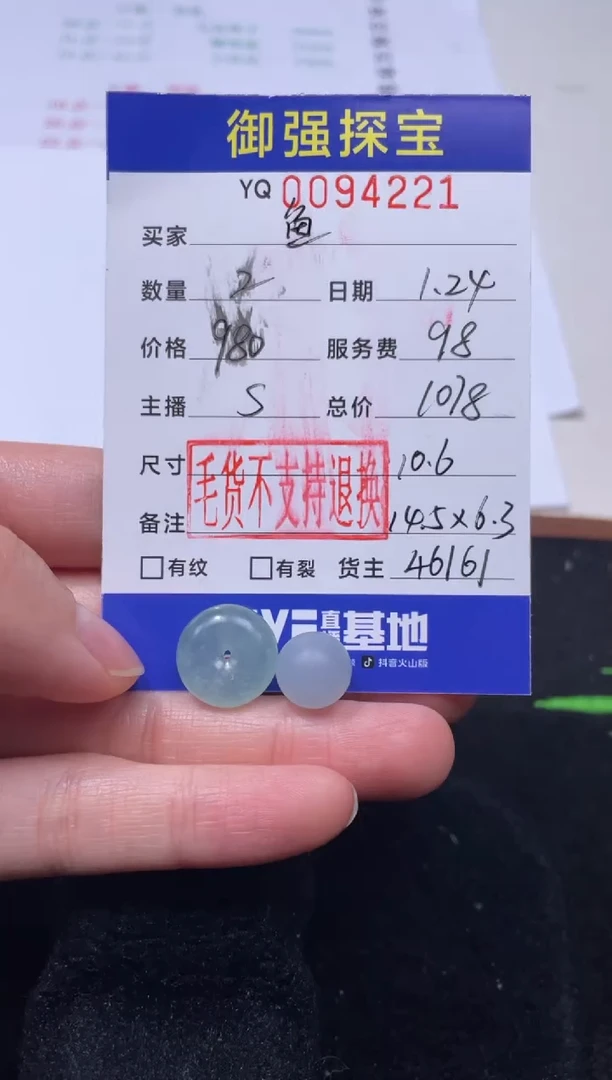 御强探宝
YQ 0094221
买家 鱼
数量 2 日期 1.24
价格 980 服务费 98
主播 S 总价 1078
尺寸 10.6
毛货不支持退换
备注 14.5×6.3
有纹 有裂 货主 46161
基地
抖音火山版